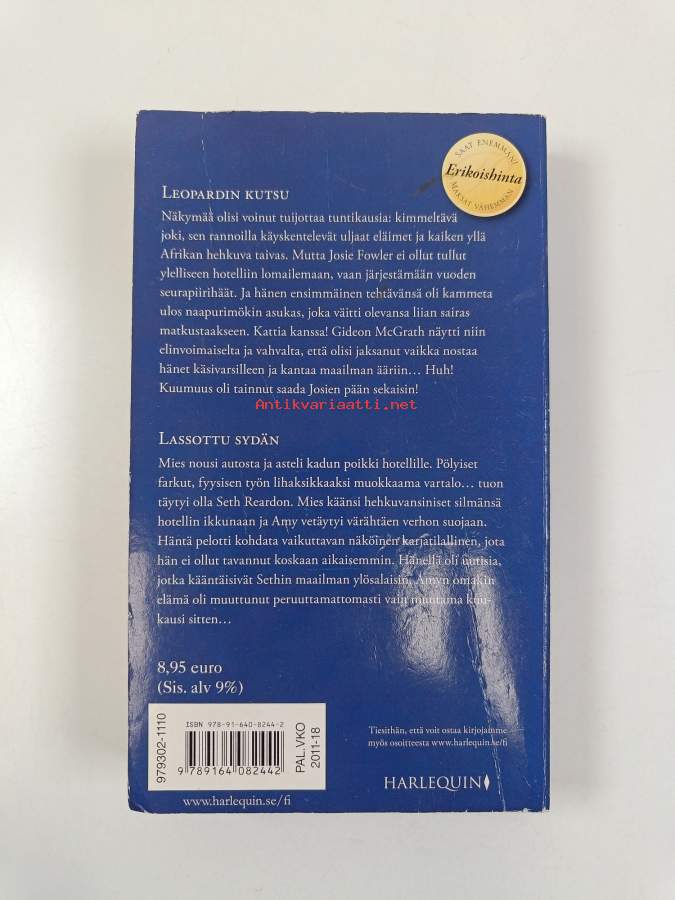 SAAT ENEMMÄN!
Erikoishinta
MAKSAT VÄHEMMÄN
Leopardin kutsu
Näkymää olisi voinut tuijottaa tuntikausia: kimmeltävä
joki, sen rannoilla käyskentelevät uljaat eläimet ja kaiken yllä
Afrikan hehkuva taivas. Mutta Josie Fowler ei ollut tullut
ylelliseen hotelliin lomailemaan, vaan järjestämään vuoden
seurapiirihäät. Ja hänen ensimmäinen tehtävänsä oli kammeta
ulos naapurimökin asukas, joka väitti olevansa liian sairas
matkustaakseen. Kattia kanssa! Gideon McGrath näytti niin
elinvoimaiselta ja vahvalta, että olisi jaksanut vaikka nostaa
hänet käsivarsilleen ja kantaa maailman ääriin… Huh!
Kuumuus oli tainnut saada Josien pään sekaisin!
Antikvariaatti.net
Lassottu sydän
Mies nousi autosta ja asteli kadun poikki hotellille. Pölyiset
farkut, fyysisen työn lihaksikkaaksi muokkaama vartalo… tuon
täytyi olla Seth Reardon. Mies käänsi hehkuvansiniset silmänsä
hotellin ikkunaan ja Amy vetäytyi värähtäen verhon suojaan.
Häntä pelotti kohdata vaikuttavan näköinen karjatilallinen, jota
hän ei ollut tavannut koskaan aikaisemmin. Hänellä oli uutisia,
jotka kääntäisivät Sethin maailman ylösalaisin. Amyn omakin
elämä oli muuttunut peruuttamattomasti vain muutama kuu-
kausi sitten…
8,95 euro
(Sis. alv 9%)
979302-1110
ISBN 978-91-640-8244-2
9 789164 082442
PAL.VKO
2011-18
www.harlequin.se/fi
Tiesithän, että voit ostaa kirjojamme
myös osoitteesta www.harlequin.se/fi
HARLEQUIN